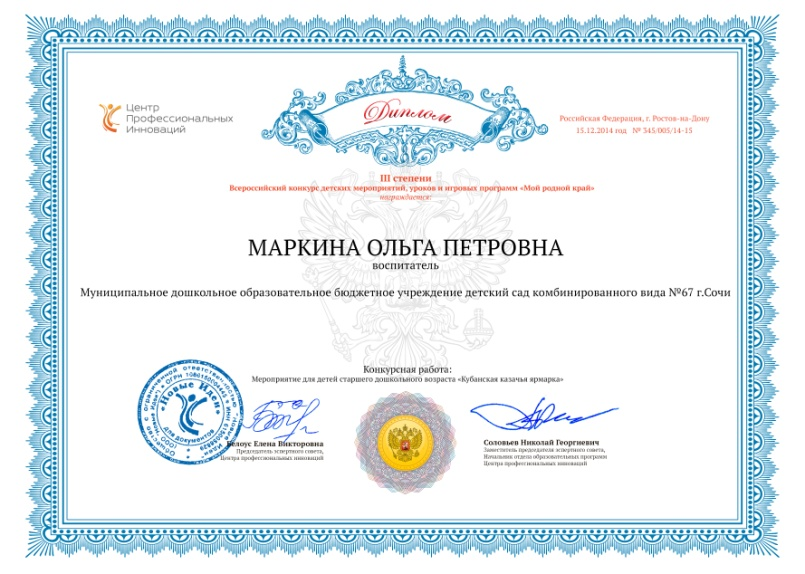 Центр
Профессиональных
Инноваций
Диплом
Российская Федерация, г. Ростов-на-Дону
15.12.2014 год № 345/005/14-15
III степени
Всероссийский конкурс детских мероприятий, уроков и игровых программ «Мой родной край»
награждается:
МАРКИНА ОЛЬГА ПЕТРОВНА
воспитатель
Муниципальное дошкольное образовательное бюджетное учреждение детский сад комбинированного вида №67 г.Сочи
Конкурсная работа:
Мероприятие для детей старшего дошкольного возраста «Кубанская казачья ярмарка»
«Новые Идеи»
для документов
Белоус Елена Викторовна
Председатель эспертного совета,
Центра профессиональных инноваций
Соловьев Николай Георгиевич
Заместитель председателя эспертного совета,
Начальник отдела образовательных программ
Центра профессиональных инноваций